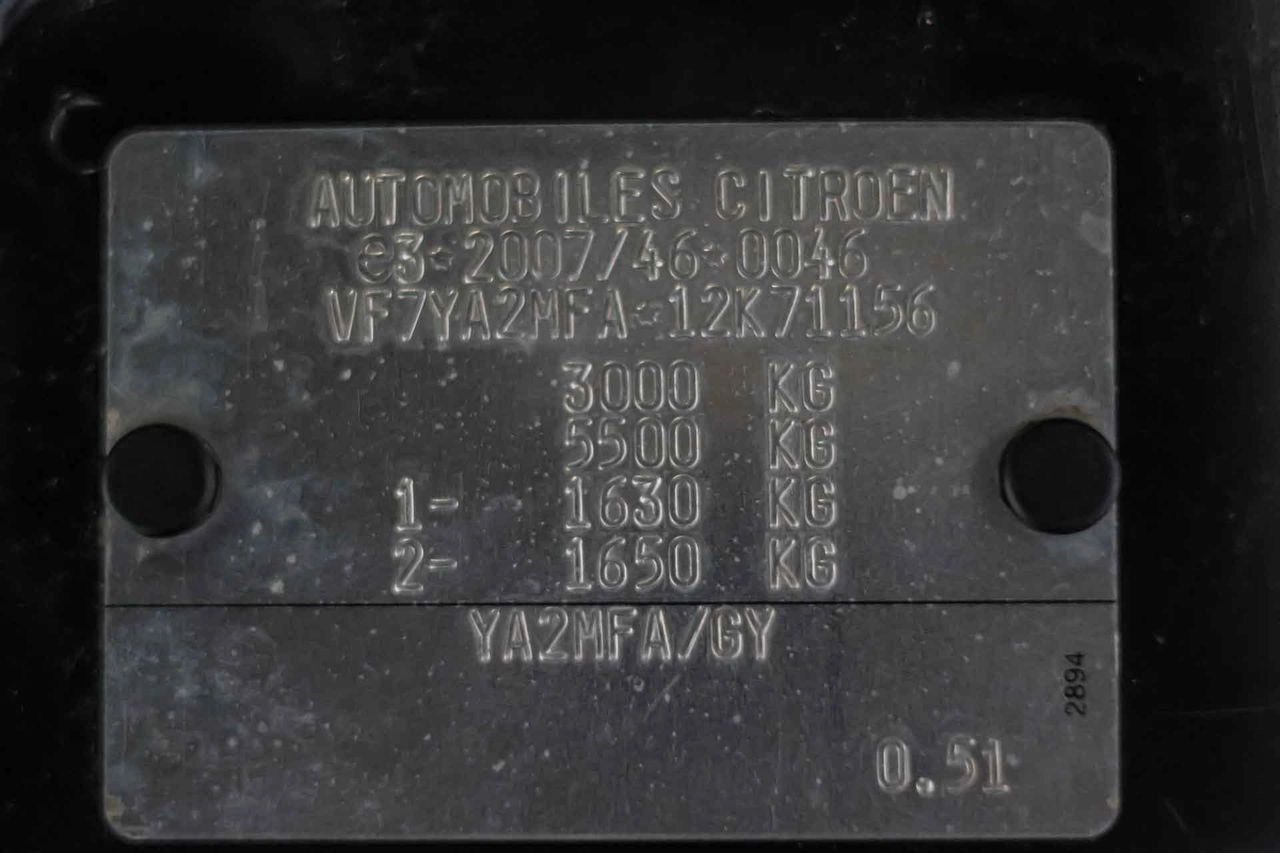 AUTOMOBILES CITROEN
e3*2007/46*0046
VF7YA2MFA*12K71156
3000 KG
5500 KG
1- 1630 KG
2- 1650 KG
YA2MFA/GY
2894
0.51